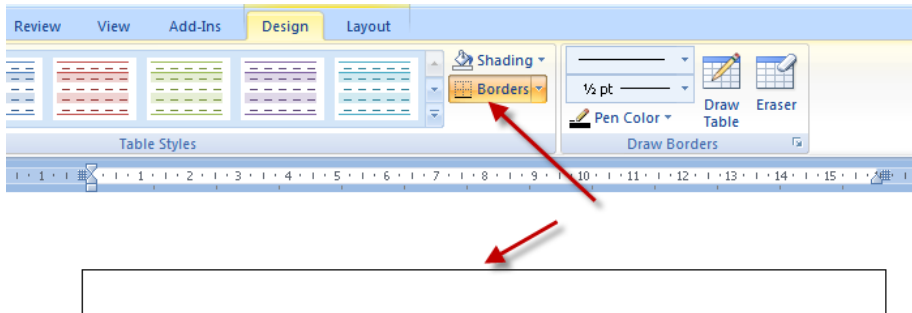 Review View Add-Ins Design Layout
Shading
Borders
½ pt
Pen Color
Draw Table
Eraser
Table Styles
Draw Borders
1 1 2 3 4 5 6 7 8 9 10 11 12 13 14 15